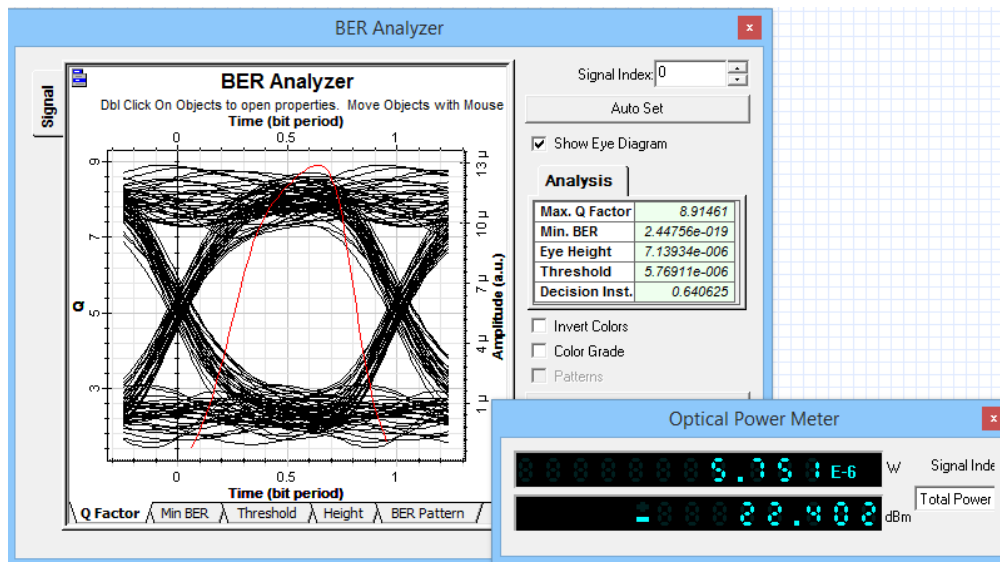 BER Analyzer
x
Signal
BER Analyzer
Dbl Click On Objects to open properties. Move Objects with Mouse
Time (bit period)
0 0.5 1
9
7
5
3
Q
13 µ
10 µ
7 µ
4 µ
1 µ
Amplitude (a.u.)
0 0.5 1
Time (bit period)
Q Factor Min BER Threshold Height BER Pattern
Signal Index: 0
Auto Set
Show Eye Diagram
Analysis
Max. Q Factor 8.91461
Min. BER 2.44756e-019
Eye Height 7.13934e-006
Threshold 5.76911e-006
Decision Inst. 0.640625
Invert Colors
Color Grade
Patterns
Optical Power Meter
x
5.751 E-6 W
Signal Inde
Total Power
-22.402 dBm